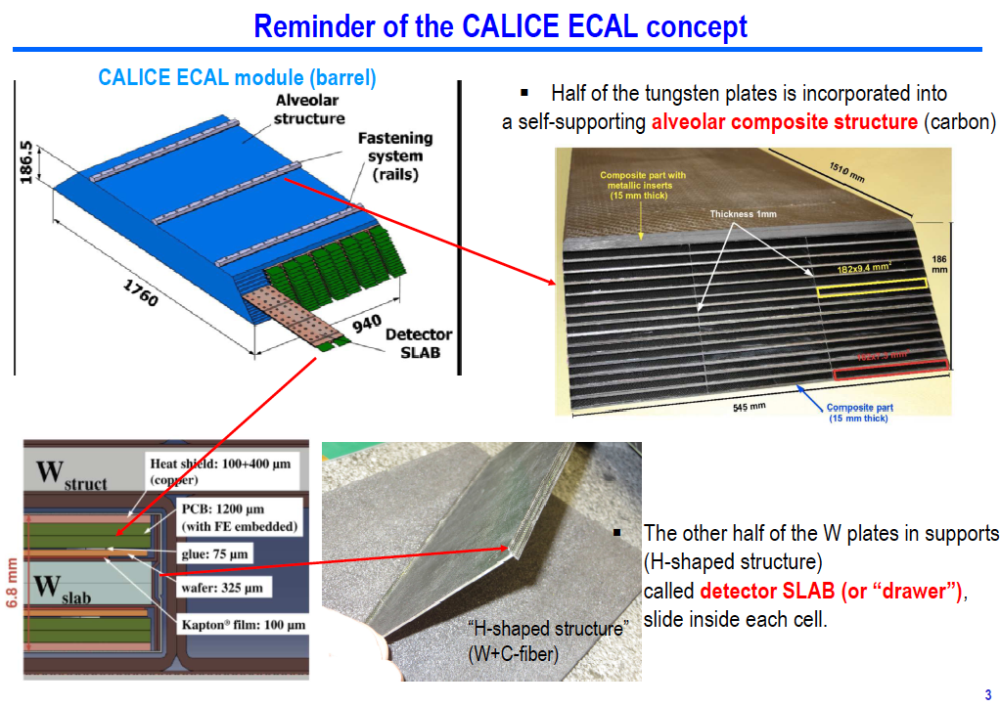 Reminder of the CALICE ECAL concept
CALICE ECAL module (barrel)
Alveolar
structure
Fastening
system
(rails)
186.5
1760
940
Detector
SLAB
▪ Half of the tungsten plates is incorporated into
a self-supporting alveolar composite structure (carbon)
Composite part with
metallic inserts
(15 mm thick)
1510 mm
Thickness 1mm
182x9,4 mm²
186
mm
545 mm
Composite part
(15 mm thick)
W struct
Heat shield: 100+400 µm
(copper)
PCB: 1200 µm
(with FE embedded)
glue: 75 µm
wafer: 325 µm
Kapton® film: 100 µm
W slab
6.8 mm
"H-shaped structure"
(W+C-fiber)
▪ The other half of the W plates in supports
(H-shaped structure)
called detector SLAB (or “drawer”),
slide inside each cell.
3